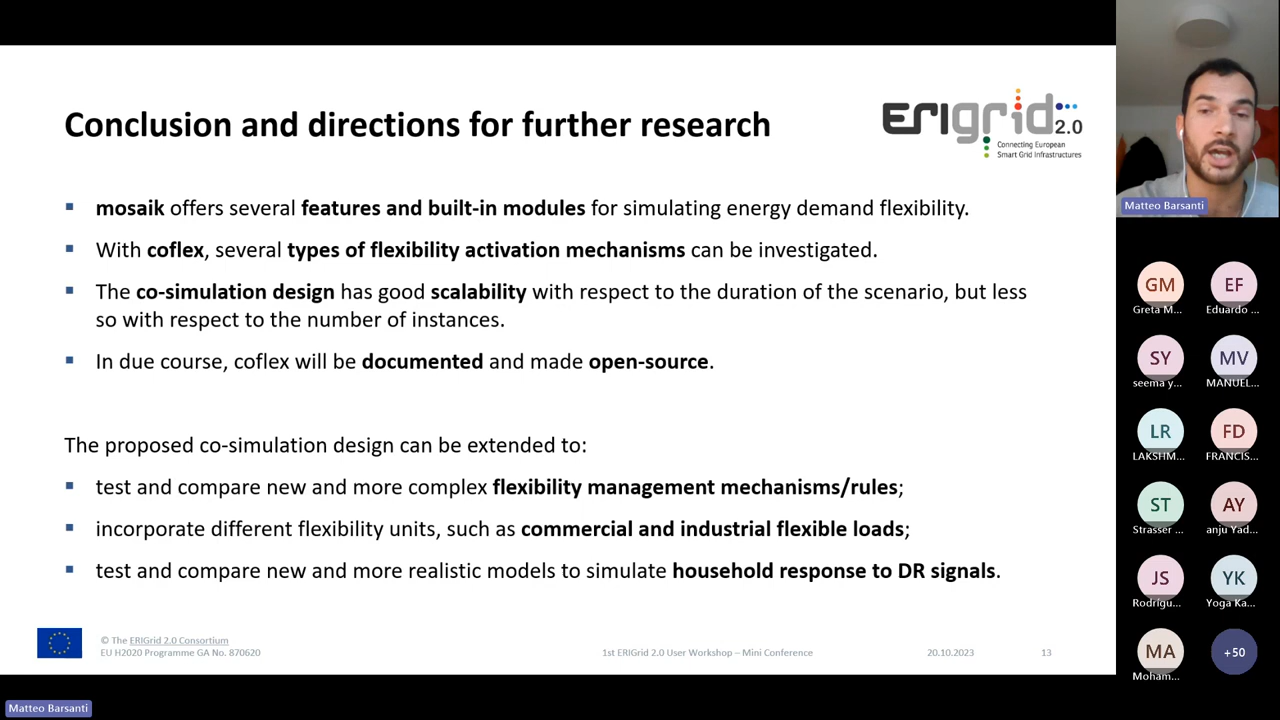 Conclusion and directions for further research
ERIgrid 2.0
Connecting European
Smart Grid Infrastructures
▪ mosaik offers several features and built-in modules for simulating energy demand flexibility.
▪ With coflex, several types of flexibility activation mechanisms can be investigated.
▪ The co-simulation design has good scalability with respect to the duration of the scenario, but less
so with respect to the number of instances.
▪ In due course, coflex will be documented and made open-source.
The proposed co-simulation design can be extended to:
▪ test and compare new and more complex flexibility management mechanisms/rules;
▪ incorporate different flexibility units, such as commercial and industrial flexible loads;
▪ test and compare new and more realistic models to simulate household response to DR signals.
© The ERIGrid 2.0 Consortium
EU H2020 Programme GA No. 870620
1st ERIGrid 2.0 User Workshop – Mini Conference
20.10.2023
13
Matteo Barsanti
GM
Greta M...
EF
Eduardo ...
SY
seema y...
MV
MANUEL...
LR
LAKSHM...
FD
FRANCIS...
ST
Strasser ...
AY
anju Yad...
JS
Rodrígu...
YK
Yoga Ka...
MA
Moham...
+50
Matteo Barsanti